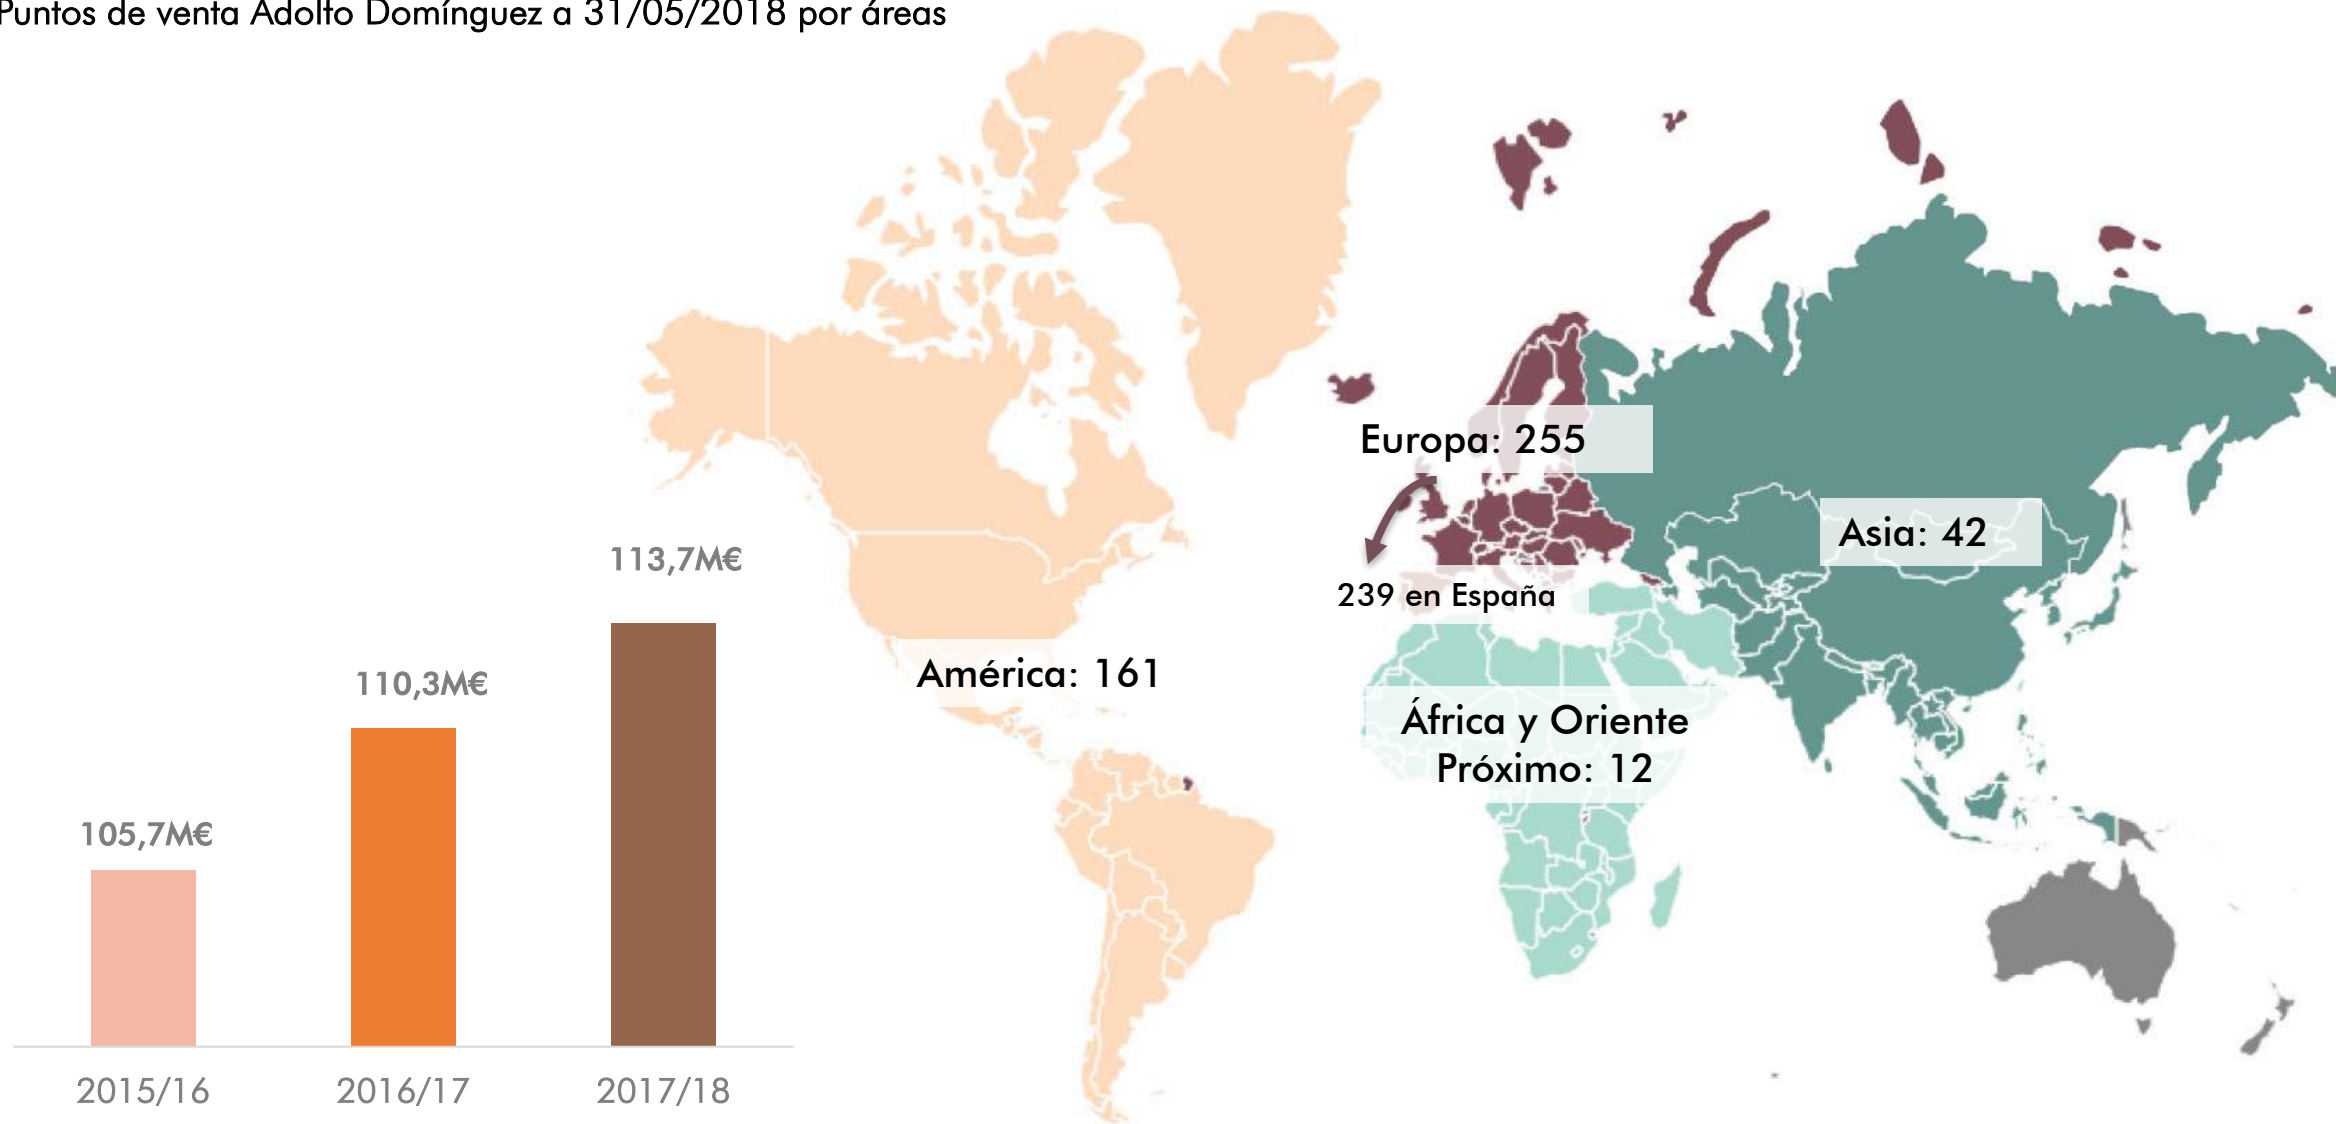 Puntos de venta Adolfo Domínguez a 31/05/2018 por áreas
Europa: 255
Asia: 42
239 en España
América: 161
África y Oriente
Próximo: 12
113,7M€
110,3M€
105,7M€
2015/16
2016/17
2017/18